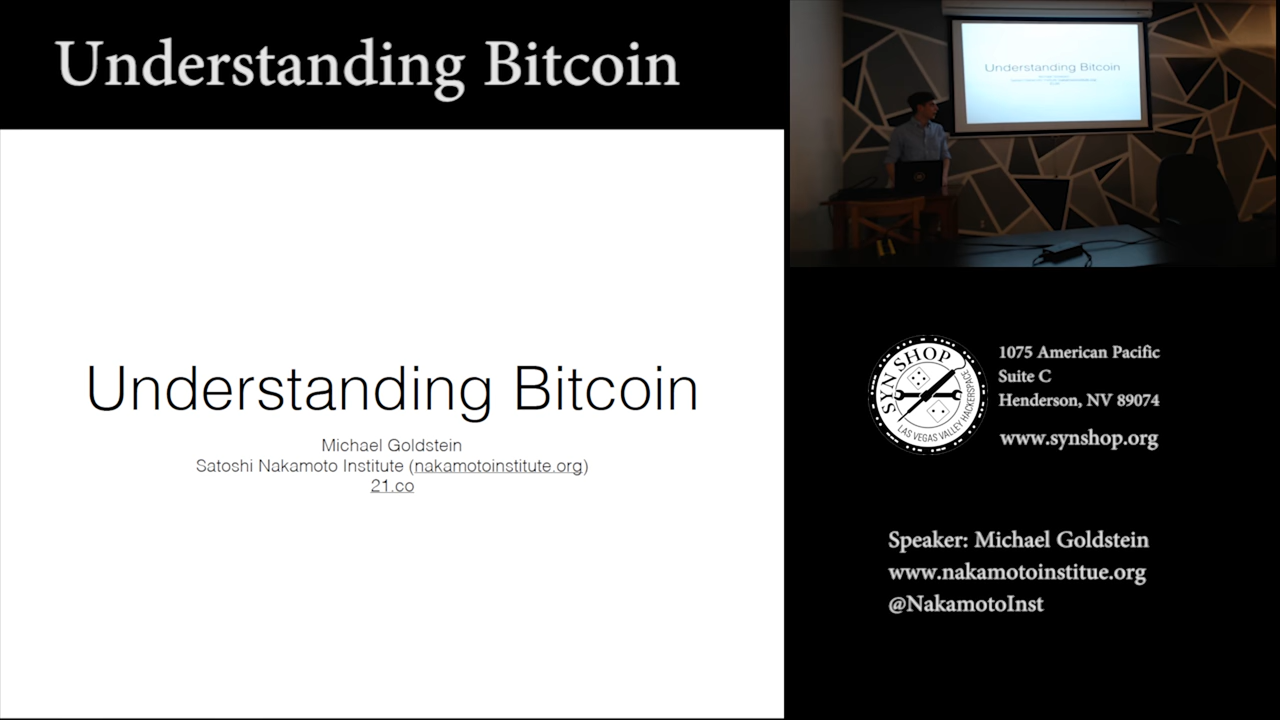 Understanding Bitcoin
Understanding Bitcoin
Understanding Bitcoin
Michael Goldstein
Satoshi Nakamoto Institute (nakamotoinstitute.org)
21.co
SYN SHOP
LAS VEGAS VALLEY HACKERSPACE
1075 American Pacific
Suite C
Henderson, NV 89074
www.synshop.org
Speaker: Michael Goldstein
www.nakamotoinstitue.org
@NakamotoInst